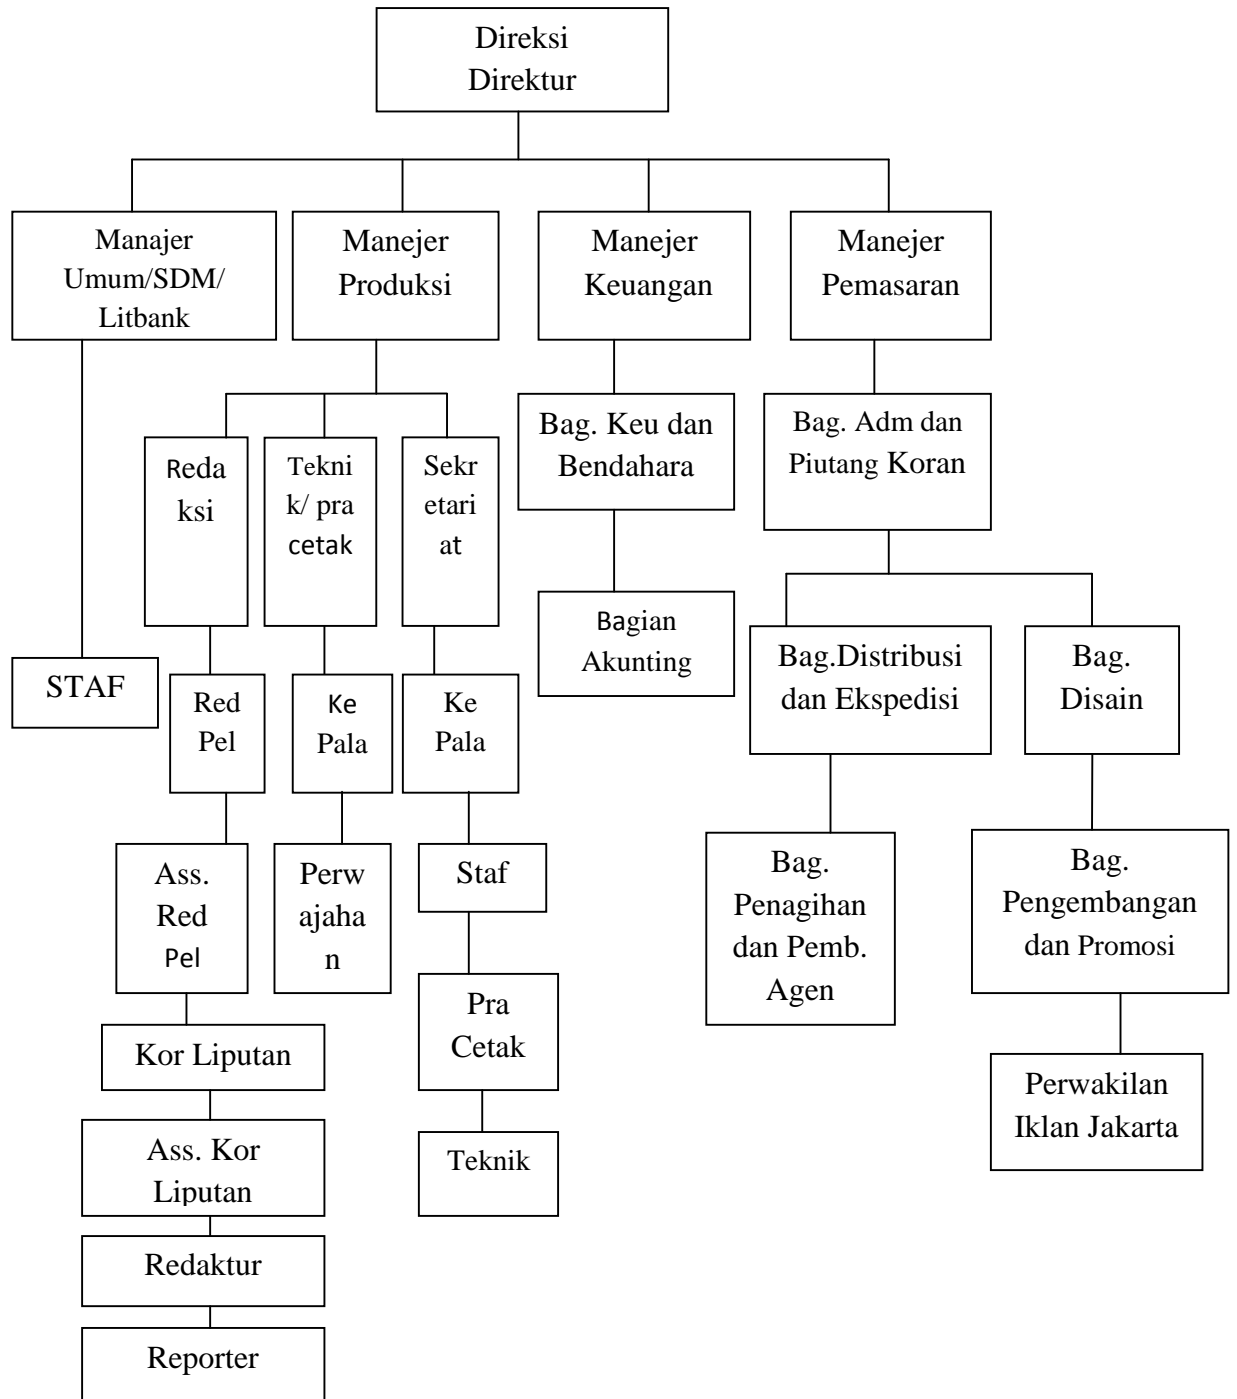 Direksi
Direktur
Manajer
Umum/SDM/
Litbank
Manejer
Produksi
Manejer
Keuangan
Manejer
Pemasaran
Reda
ksi
Tekni
k/ pra
cetak
Sekr
etari
at
Bag. Keu dan
Bendahara
Bag. Adm dan
Piutang Koran
STAF
Red
Pel
Ke
Pala
Ke
Pala
Bagian
Akunting
Bag.Distribusi
dan Ekspedisi
Bag.
Disain
Ass.
Red
Pel
Perw
ajaha
n
Staf
Bag.
Penagihan
dan Pemb.
Agen
Bag.
Pengembangan
dan Promosi
Pra
Cetak
Kor Liputan
Perwakilan
Iklan Jakarta
Ass. Kor
Liputan
Teknik
Redaktur
Reporter